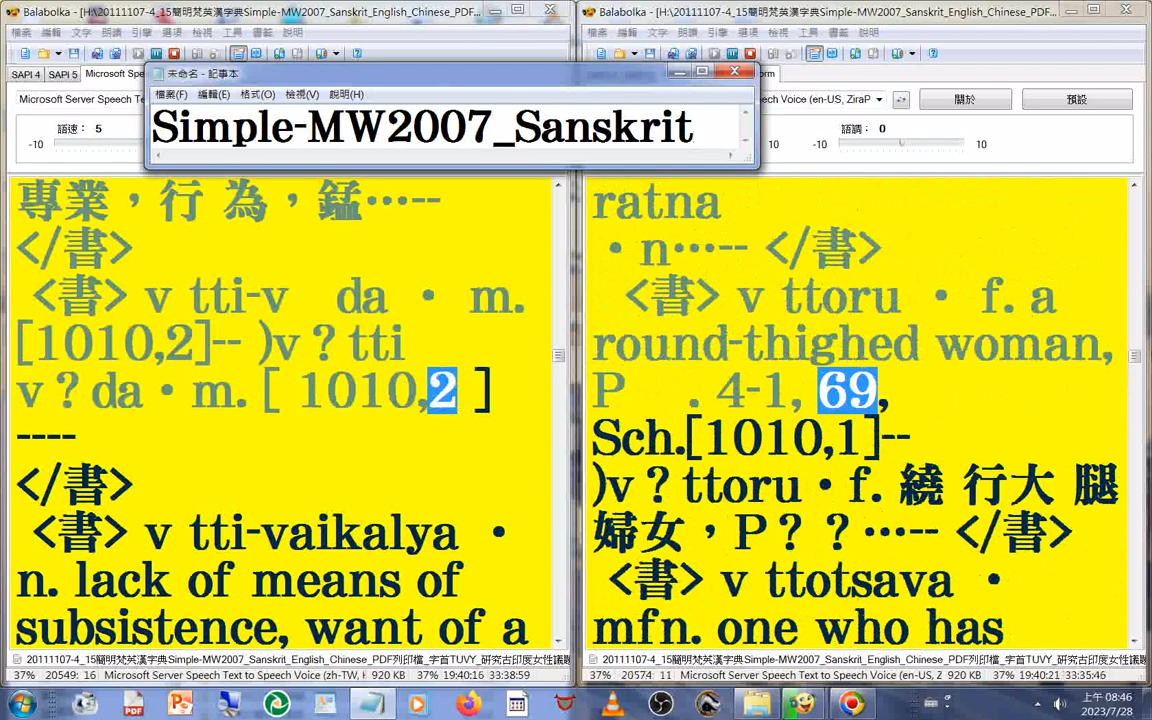 Balabolka - [H:\20111107-4_15簡明梵英漢字典Simple-MW2007_Sanskrit_English_Chinese_PDF...
檔案 編輯 文字 朗讀 引擎 選項 檢視 工具 書籤 說明
SAPI 4 SAPI 5 Microsoft Spe
Microsoft Server Speech Text
語速： 5
-10
未命名 - 記事本
檔案(F) 編輯(E) 格式(O) 檢視(V) 說明(H)
Simple-MW2007_Sanskrit
專業，行 為，錳…--
</書>
<書> v tti-v da • m.
[1010,2]-- )v？tti
v？da•m. [ 1010,2 ]
----
</書>
<書> v tti-vaikalya •
n. lack of means of
subsistence, want of a
20111107-4_15簡明梵英漢字典Simple-MW2007_Sanskrit_English_Chinese_PDF列印檔_字首TUVY_研究古印度女性議題
37% 20549: 16 Microsoft Server Speech Text to Speech Voice (zh-TW, H 920 KB 19:40:16 33:38:59
Balabolka - [H:\20111107-4_15簡明梵英漢字典Simple-MW2007_Sanskrit_English_Chinese_PDF...
檔案 編輯 文字 朗讀 引擎 選項 檢視 工具 書籤 說明
orm
ech Voice (en-US, ZiraP
關於
預設
語調： 0
10 -10 10
ratna
• n…-- </書>
<書> v ttoru • f. a
round-thighed woman,
P . 4-1, 69,
Sch.[1010,1]--
)v？ttoru•f. 繞 行大 腿
婦女，P？？…-- </書>
<書> v ttotsava •
mfn. one who has
20111107-4_15簡明梵英漢字典Simple-MW2007_Sanskrit_English_Chinese_PDF列印檔_字首TUVY_研究古印度女性議題
37% 20574: 11 Microsoft Server Speech Text to Speech Voice (en-US, Z 920 KB 19:40:21 33:35:46
上午 08:46
2023/7/28